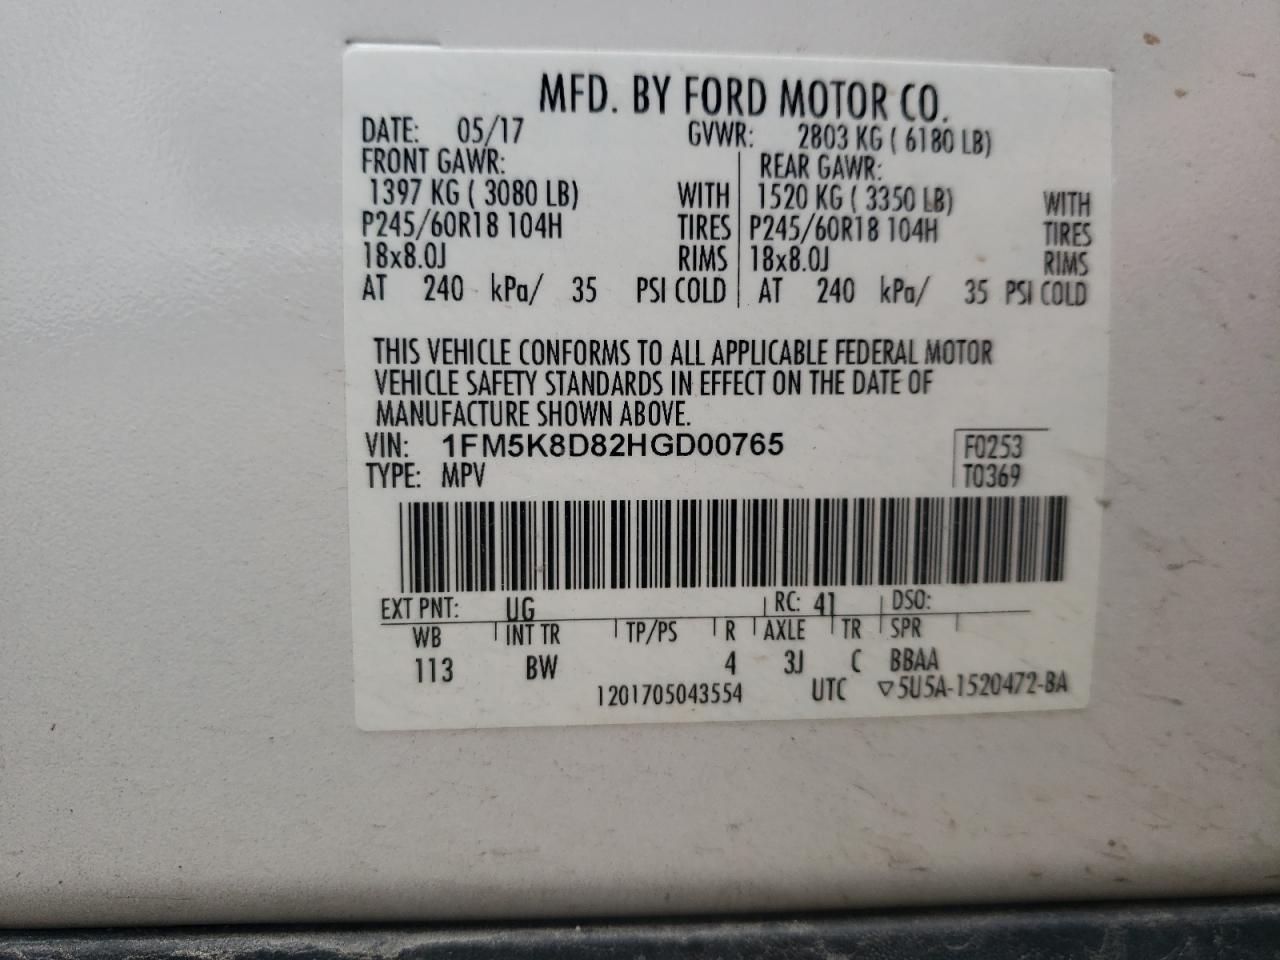 MFD. BY FORD MOTOR CO.
DATE: 05/17 GVWR: 2803 KG ( 6180 LB)
FRONT GAWR: REAR GAWR:
1397 KG ( 3080 LB) WITH 1520 KG ( 3350 LB) WITH
P245/60R18 104H TIRES P245/60R18 104H TIRES
18x8.0J RIMS 18x8.0J RIMS
AT 240 kPa/ 35 PSI COLD AT 240 kPa/ 35 PSI COLD
THIS VEHICLE CONFORMS TO ALL APPLICABLE FEDERAL MOTOR
VEHICLE SAFETY STANDARDS IN EFFECT ON THE DATE OF
MANUFACTURE SHOWN ABOVE.
VIN: 1FM5K8D82HGD00765 F0253
TYPE: MPV T0369
EXT PNT: UG RC: 41 DSO:
WB INT TR TP/PS R AXLE TR SPR
113 BW 4 3J C BBAA
1201705043554 UTC ▽5U5A-1520472-BA